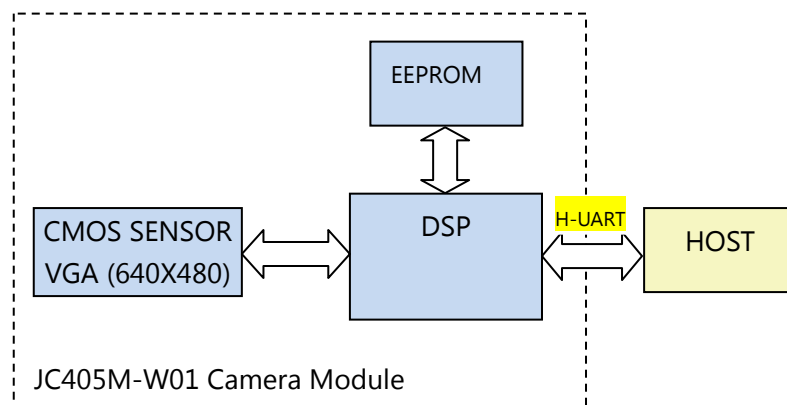 EEPROM
CMOS SENSOR
VGA (640X480)
DSP
H-UART
HOST
JC405M-W01 Camera Module